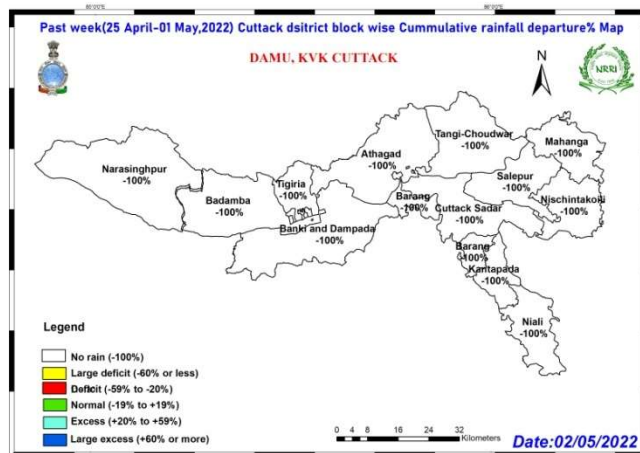 Past week(25 April-01 May,2022) Cuttack dsitrict block wise Cummulative rainfall departure% Map
DAMU, KVK CUTTACK
N
NRRI
Tangi-Choudwar
-100%
Mahanga
-100%
Athagad
-100%
Narasinghpur
-100%
Salepur
-100%
Tigiria
-100%
Badamba
-100%
Barang
-100%
Nischintakoili
-100%
Cuttack Sadar
-100%
Banki and Dampada
-100%
Barang
-100%
Kantapada
-100%
Niali
-100%
Legend
No rain (-100%)
Large deficit (-60% or less)
Deficit (-59% to -20%)
Normal (-19% to +19%)
Excess (+20% to +59%)
Large excess (+60% or more)
0 4 8 16 24 32
Kilometers
Date:02/05/2022